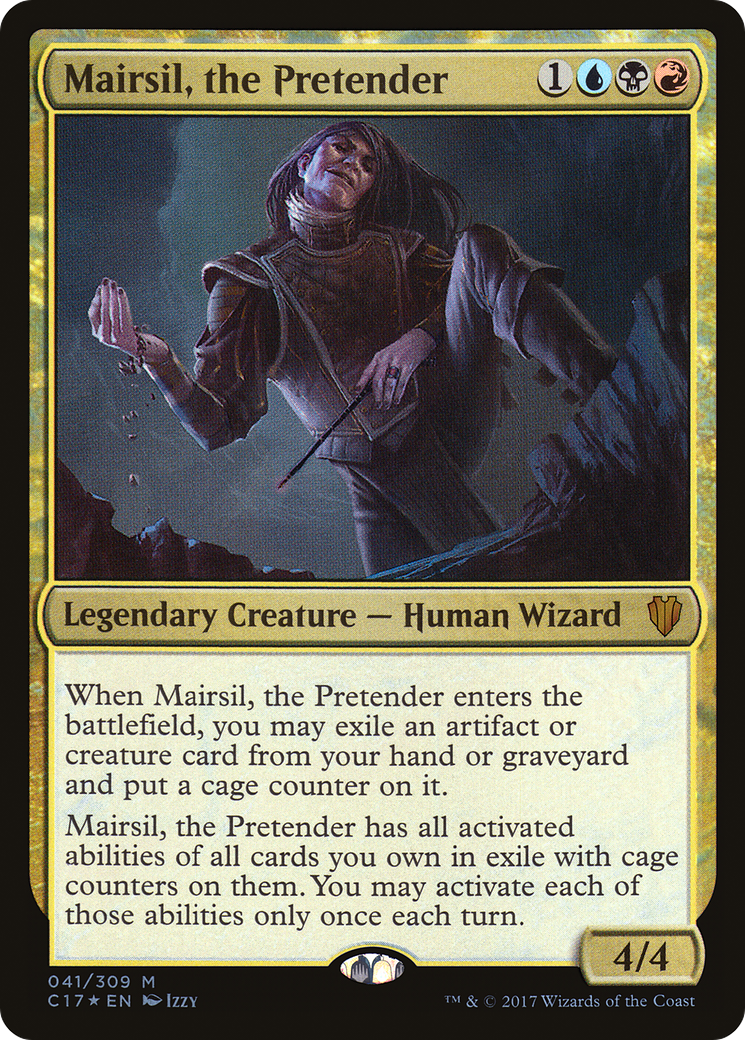 Mairsil, the Pretender 1
Legendary Creature — Human Wizard
When Mairsil, the Pretender enters the
battlefield, you may exile an artifact or
creature card from your hand or graveyard
and put a cage counter on it.
Mairsil, the Pretender has all activated
abilities of all cards you own in exile with cage
counters on them. You may activate each of
those abilities only once each turn.
4/4
041/309 M
C17★EN Izzy
™ & © 2017 Wizards of the Coast